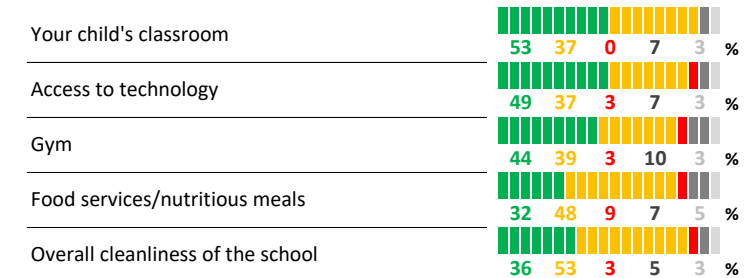 Your child's classroom
53 37 0 7 3 %
Access to technology
49 37 3 7 3 %
Gym
44 39 3 10 3 %
Food services/nutritious meals
32 48 9 7 5 %
Overall cleanliness of the school
36 53 3 5 3 %